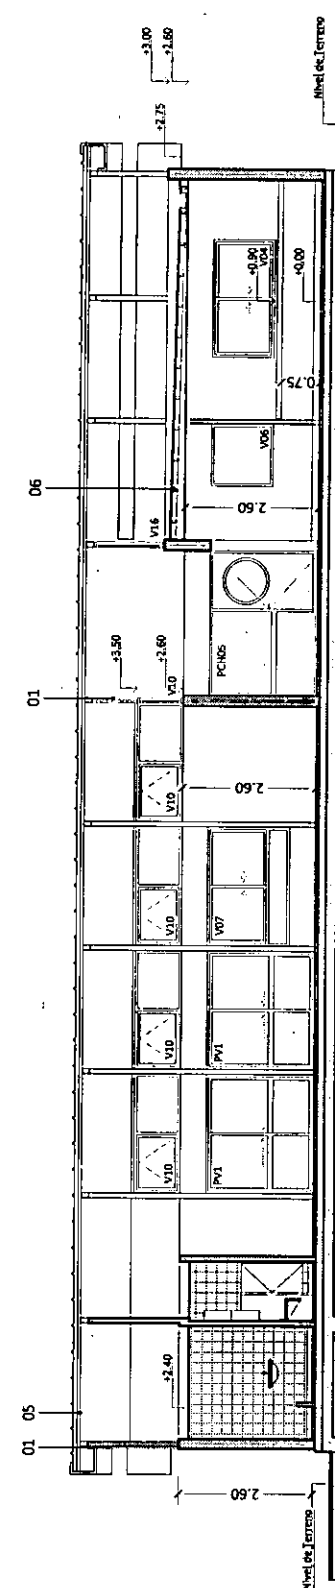 01
05
01
06
+3.00
+2.60
+2.75
+3.50
+2.60
V10
V16
V10
V10
V10
V10
2.60
+2.40
2.60
PV1
PV1
V07
PCH05
2.60
V06
+0.90
V04
0.75
+0.00
Nível de Terreno
Nível de Terreno